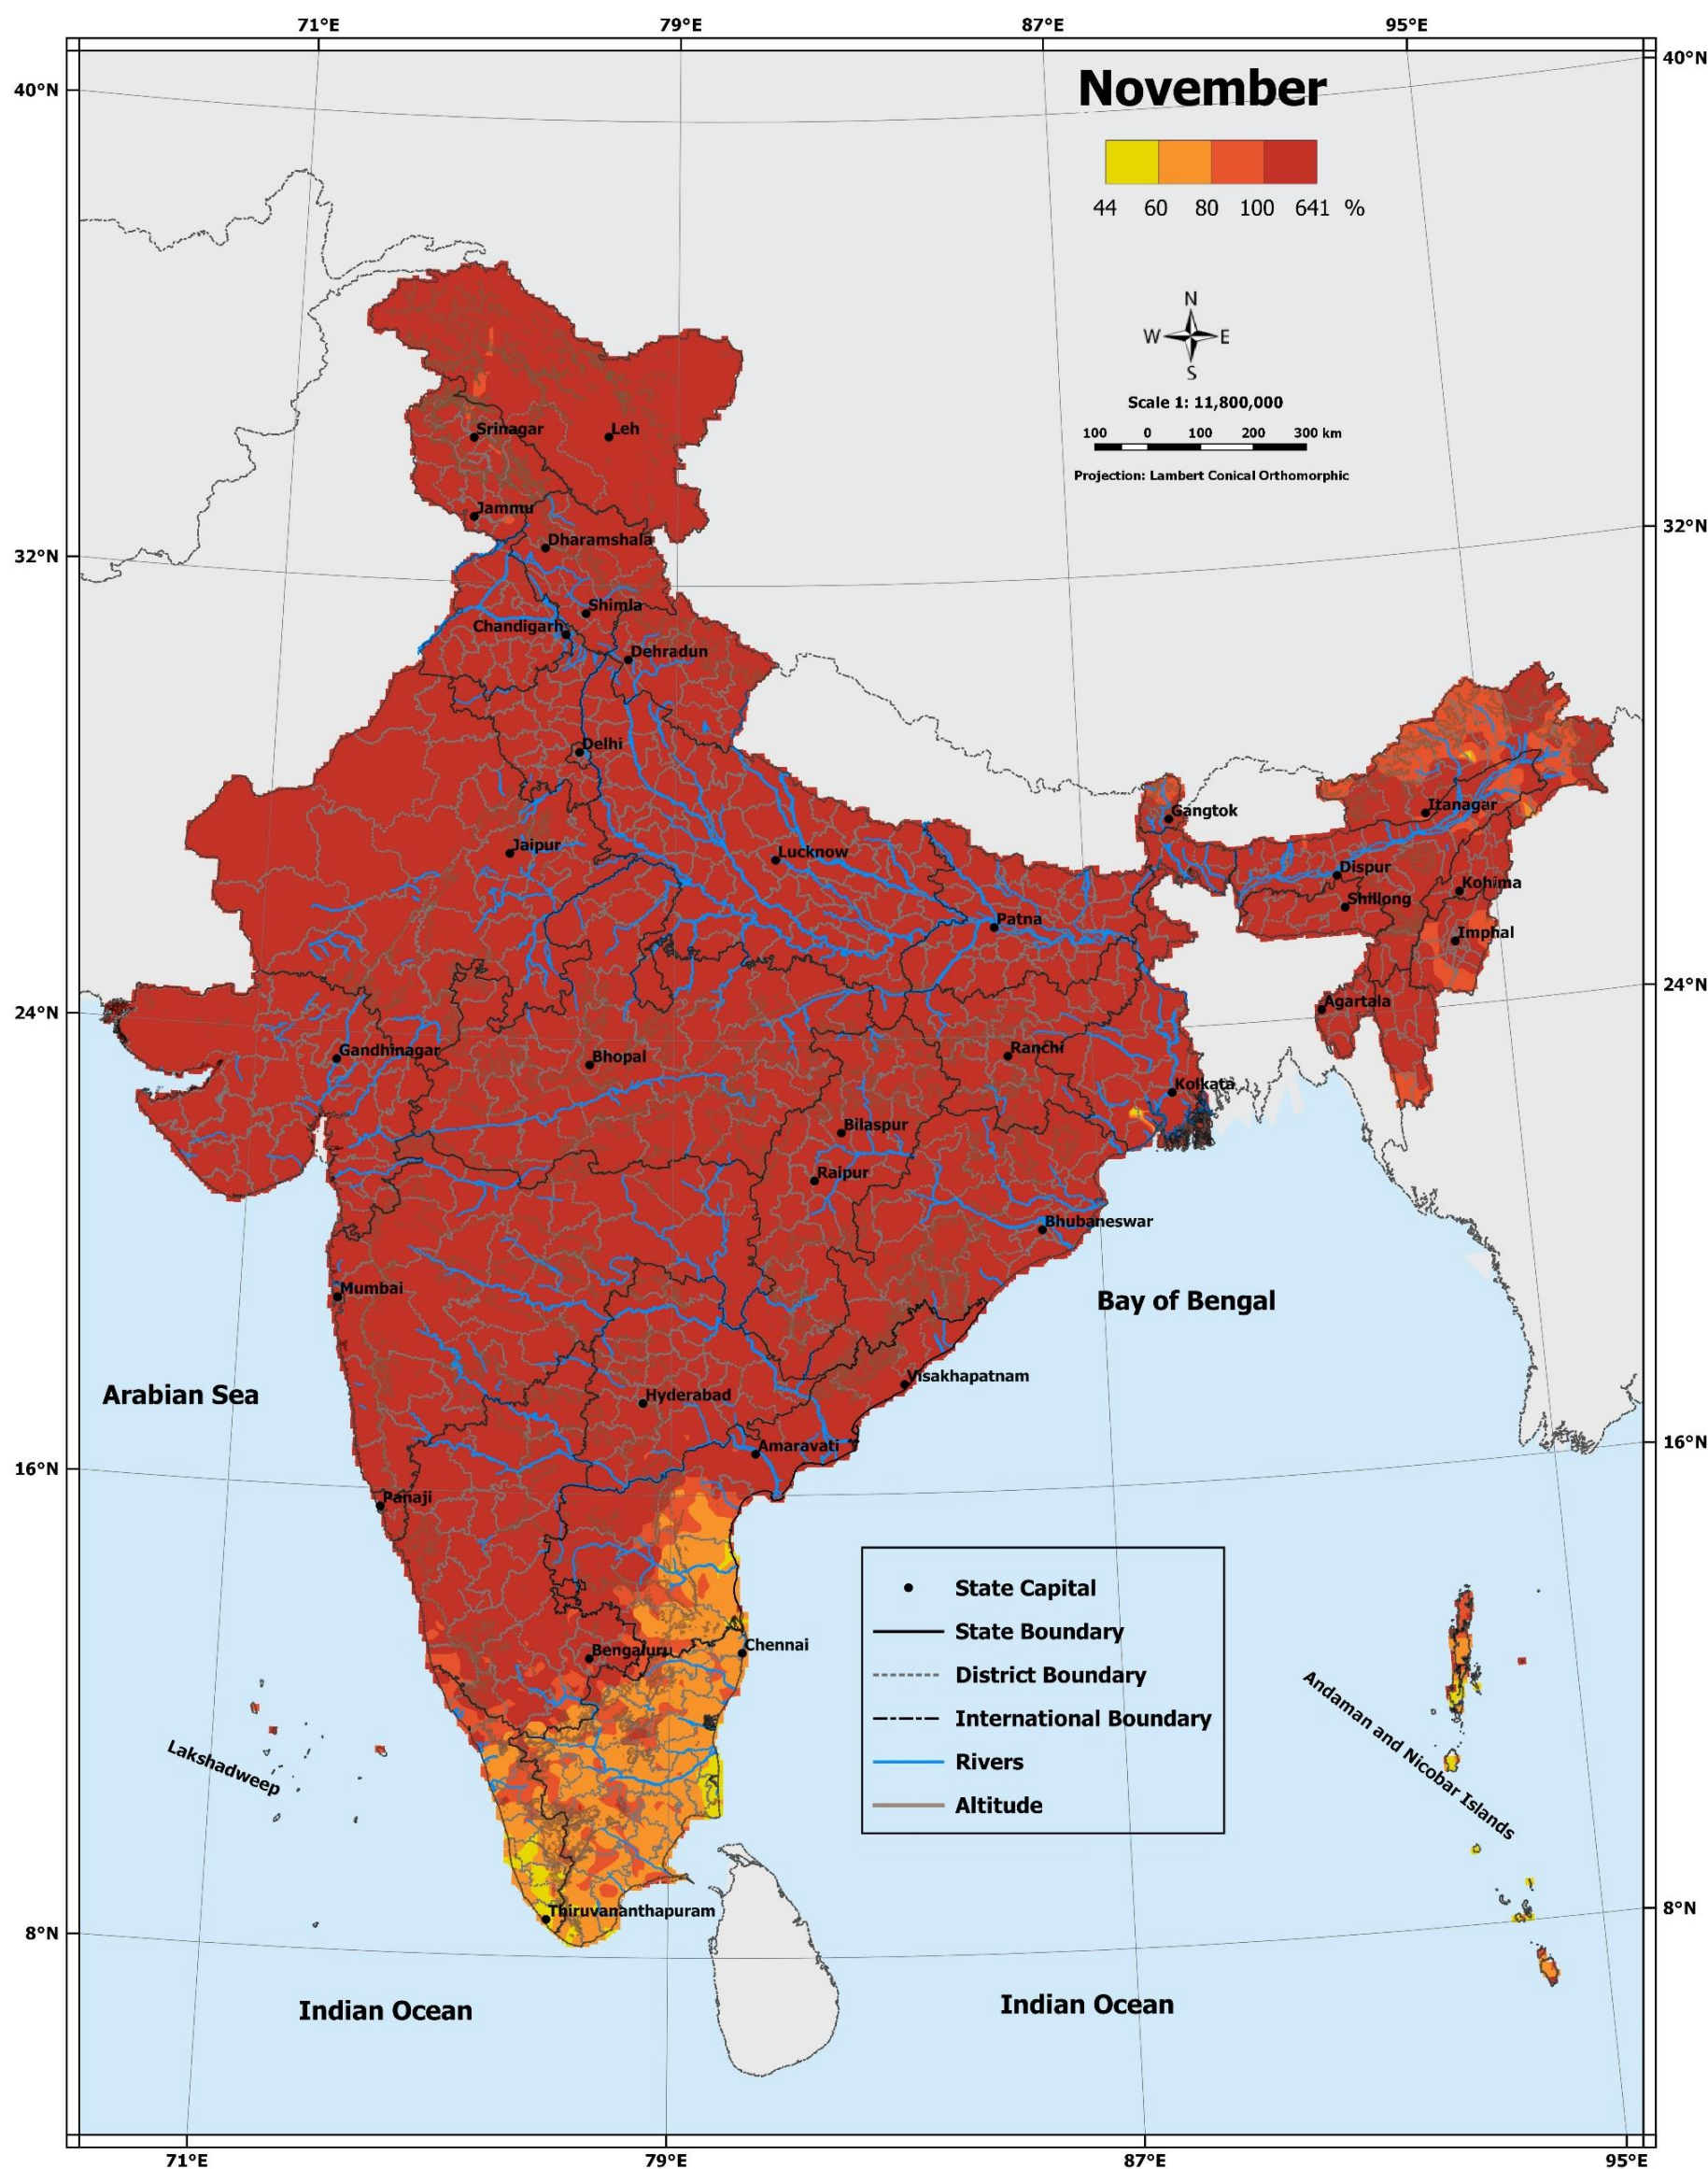 71°E 79°E 87°E 95°E
40°N
40°N
November
44 60 80 100 641 %
N
W E
S
Scale 1: 11,800,000
100 0 100 200 300 km
Projection: Lambert Conical Orthomorphic
Srinagar
Leh
Jammu
32°N
32°N
Dharamshala
Shimla
Chandigarh
Dehradun
Delhi
Itanagar
Gangtok
Jaipur
Lucknow
Dispur
Kohima
Shillong
Patna
Imphal
24°N
24°N
Agartala
Gandhinagar
Bhopal
Ranchi
Kolkata
Bilaspur
Raipur
Bhubaneswar
Mumbai
Bay of Bengal
Visakhapatnam
Arabian Sea
Hyderabad
Amaravati
16°N
16°N
Panaji
State Capital
State Boundary
District Boundary
International Boundary
Rivers
Altitude
Bengaluru
Chennai
Andaman and Nicobar Islands
Lakshadweep
Thiruvananthapuram
8°N
8°N
Indian Ocean
Indian Ocean
71°E 79°E 87°E 95°E